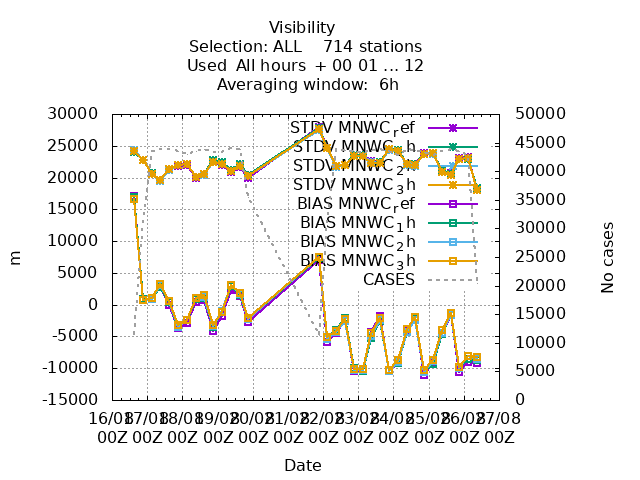 Visibility
Selection: ALL 714 stations
Used All hours + 00 01 ... 12
Averaging window: 6h
30000
25000
20000
15000
10000
5000
0
-5000
-10000
-15000
m
50000
45000
40000
35000
30000
25000
20000
15000
10000
5000
0
No cases
STDV MNWC_ref
STDV MNWC_1h
STDV MNWC_2h
STDV MNWC_3h
BIAS MNWC_ref
BIAS MNWC_1h
BIAS MNWC_2h
BIAS MNWC_3h
CASES
16/08 17/08 18/08 19/08 20/08 21/08 22/08 23/08 24/08 25/08 26/08 27/08
00Z 00Z 00Z 00Z 00Z 00Z 00Z 00Z 00Z 00Z 00Z 00Z
Date